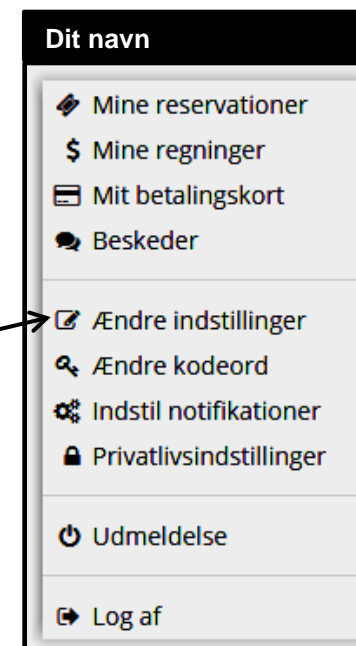 Dit navn
Mine reservationer
Mine regninger
Mit betalingskort
Beskeder
Ændre indstillinger
Ændre kodeord
Indstil notifikationer
Privatlivsindstillinger
Udmeldelse
Log af